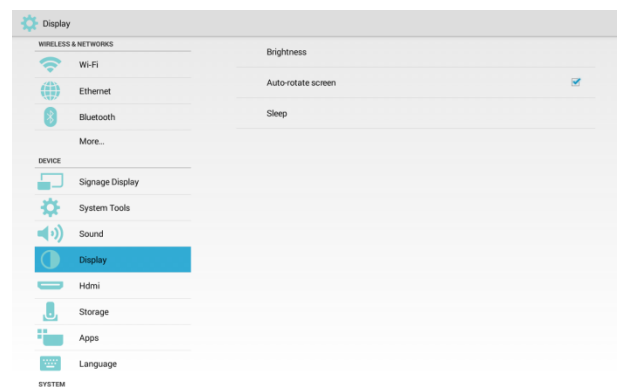 Display
WIRELESS & NETWORKS
Wi-Fi
Ethernet
Bluetooth
More...
DEVICE
Signage Display
System Tools
Sound
Display
Hdmi
Storage
Apps
Language
SYSTEM
Brightness
Auto-rotate screen
Sleep